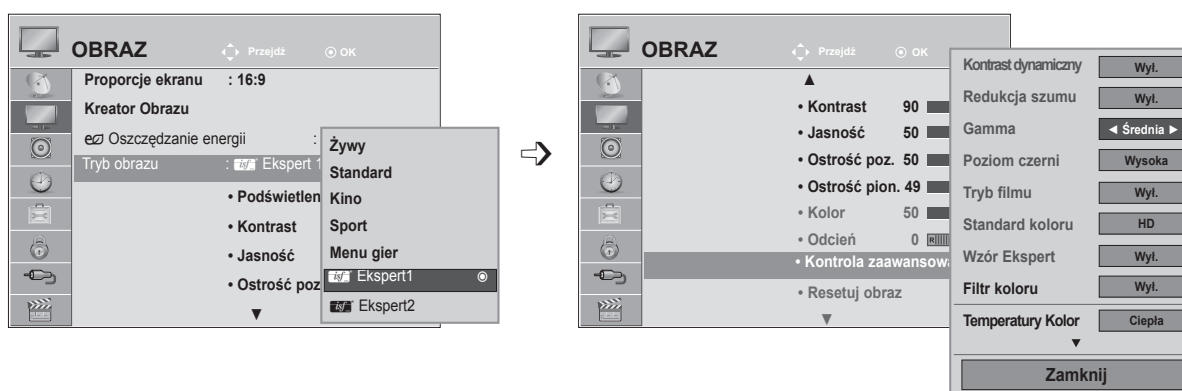 OBRAZ
Przejdź
OK
Proporcje ekranu : 16:9
Kreator Obrazu
Oszczędzanie energii :
Tryb obrazu : isf Ekspert 1
• Podświetlen
• Kontrast
• Jasność
• Ostrość poz
▼
Żywy
Standard
Kino
Sport
Menu gier
isf Ekspert1
isf Ekspert2
OBRAZ
Przejdź
OK
▲
• Kontrast 90
• Jasność 50
• Ostrość poz. 50
• Ostrość pion. 49
• Kolor 50
• Odcień 0 R
• Kontrola zaawansowa
• Resetuj obraz
▼
Kontrast dynamiczny Wył.
Redukcja szumu Wył.
Gamma ◄ Średnia ►
Poziom czerni Wysoka
Tryb filmu Wył.
Standard koloru HD
Wzór Ekspert Wył.
Filtr koloru Wył.
Temperatury Kolor Ciepła
▼
Zamknij